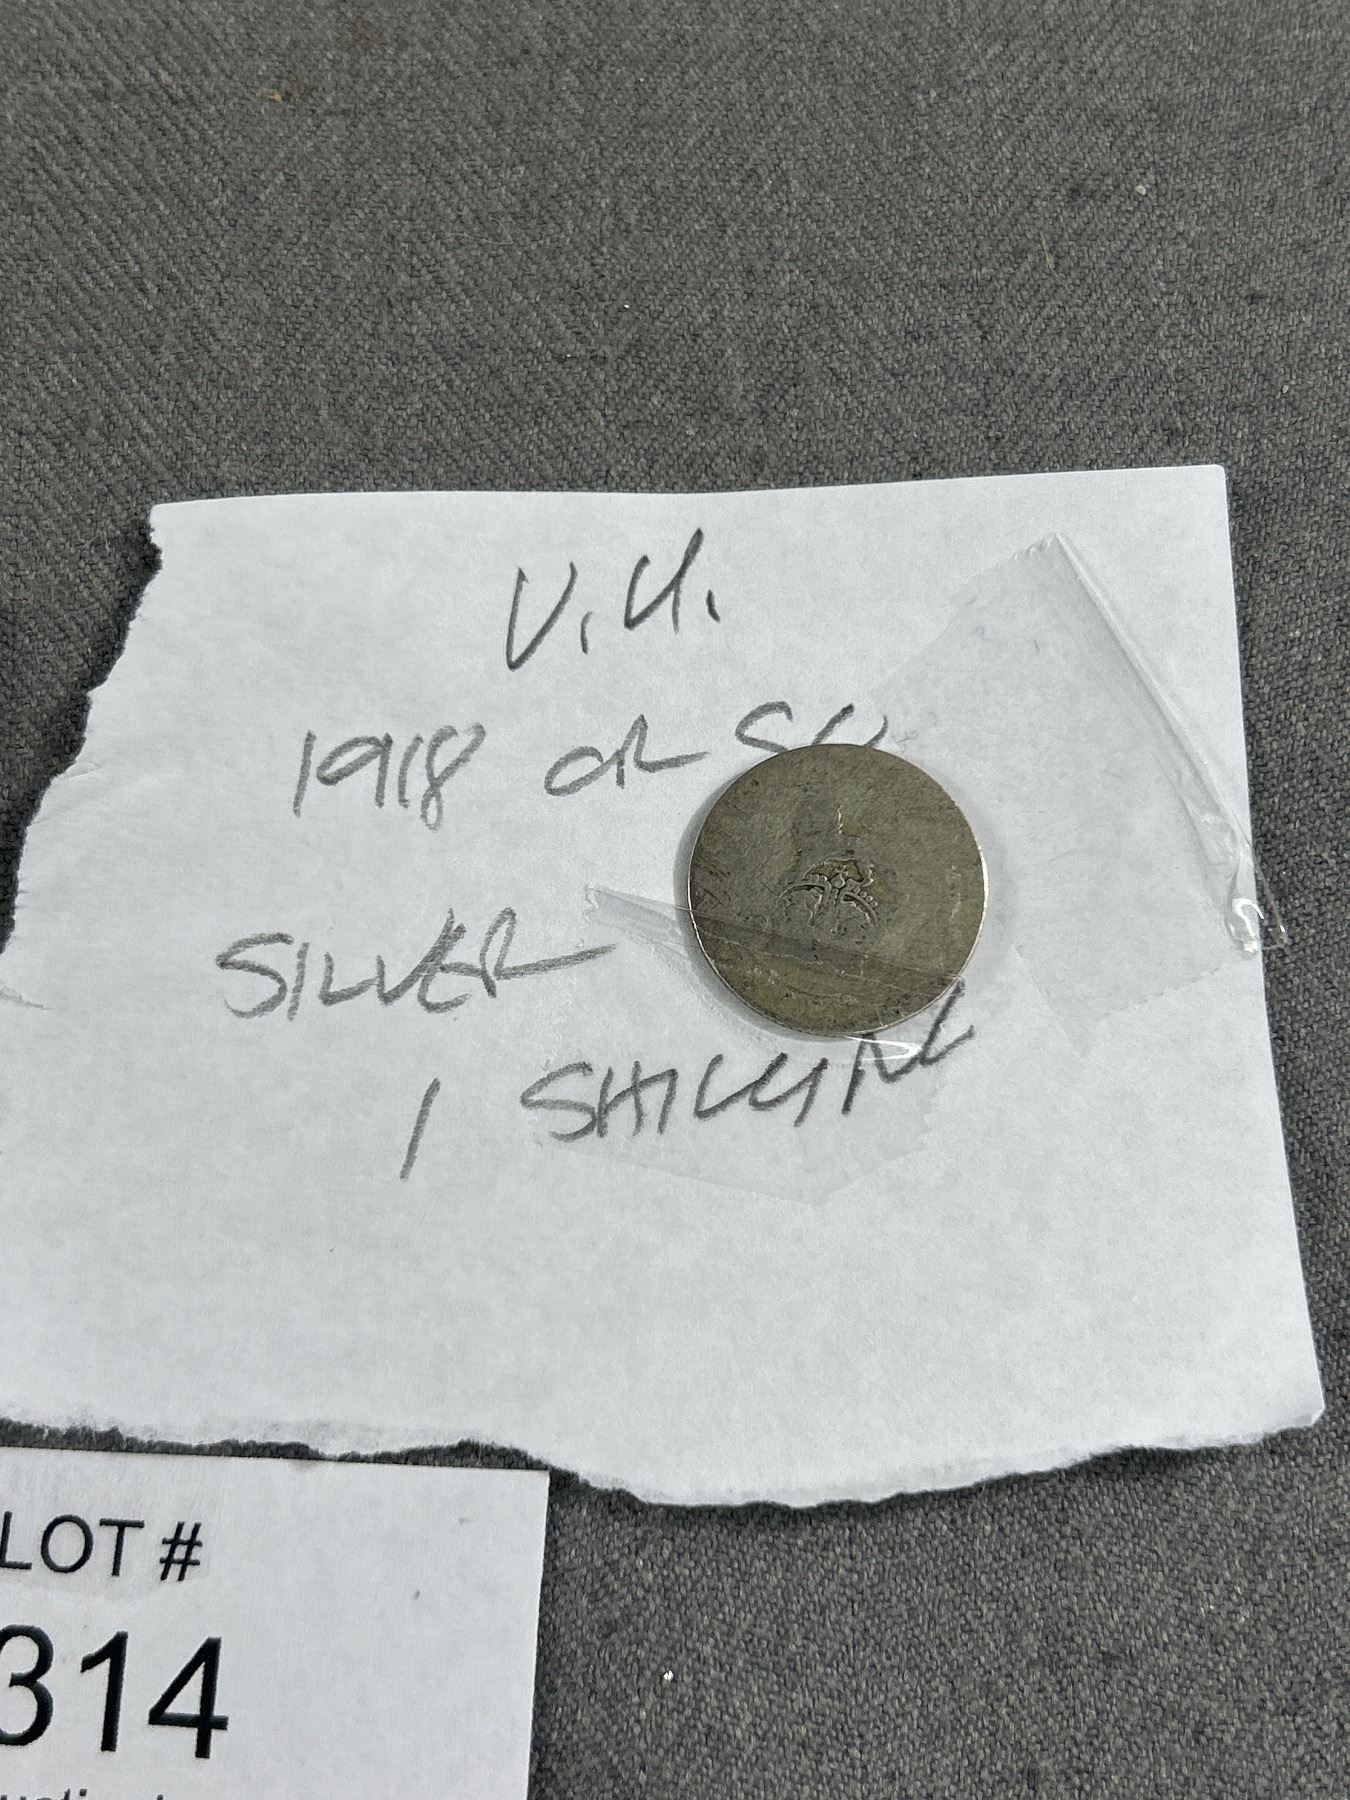 U.K.
1918 OR SO
SILVER
1 SHILLING
LOT #
314